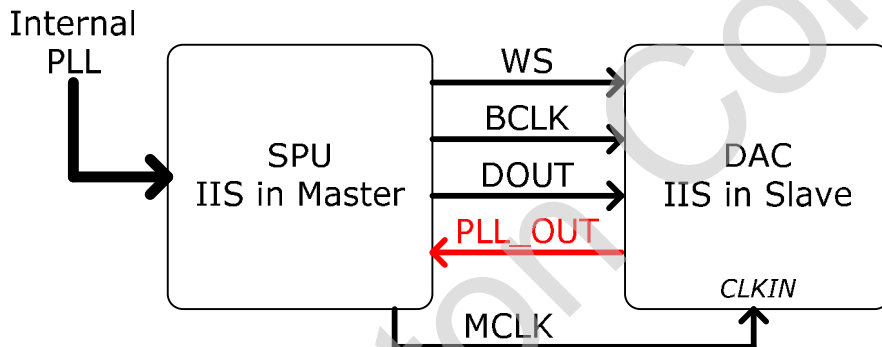 Internal
PLL
WS
BCLK
SPU
IIS in Master
DOUT
DAC
IIS in Slave
PLL_OUT
CLKIN
MCLK